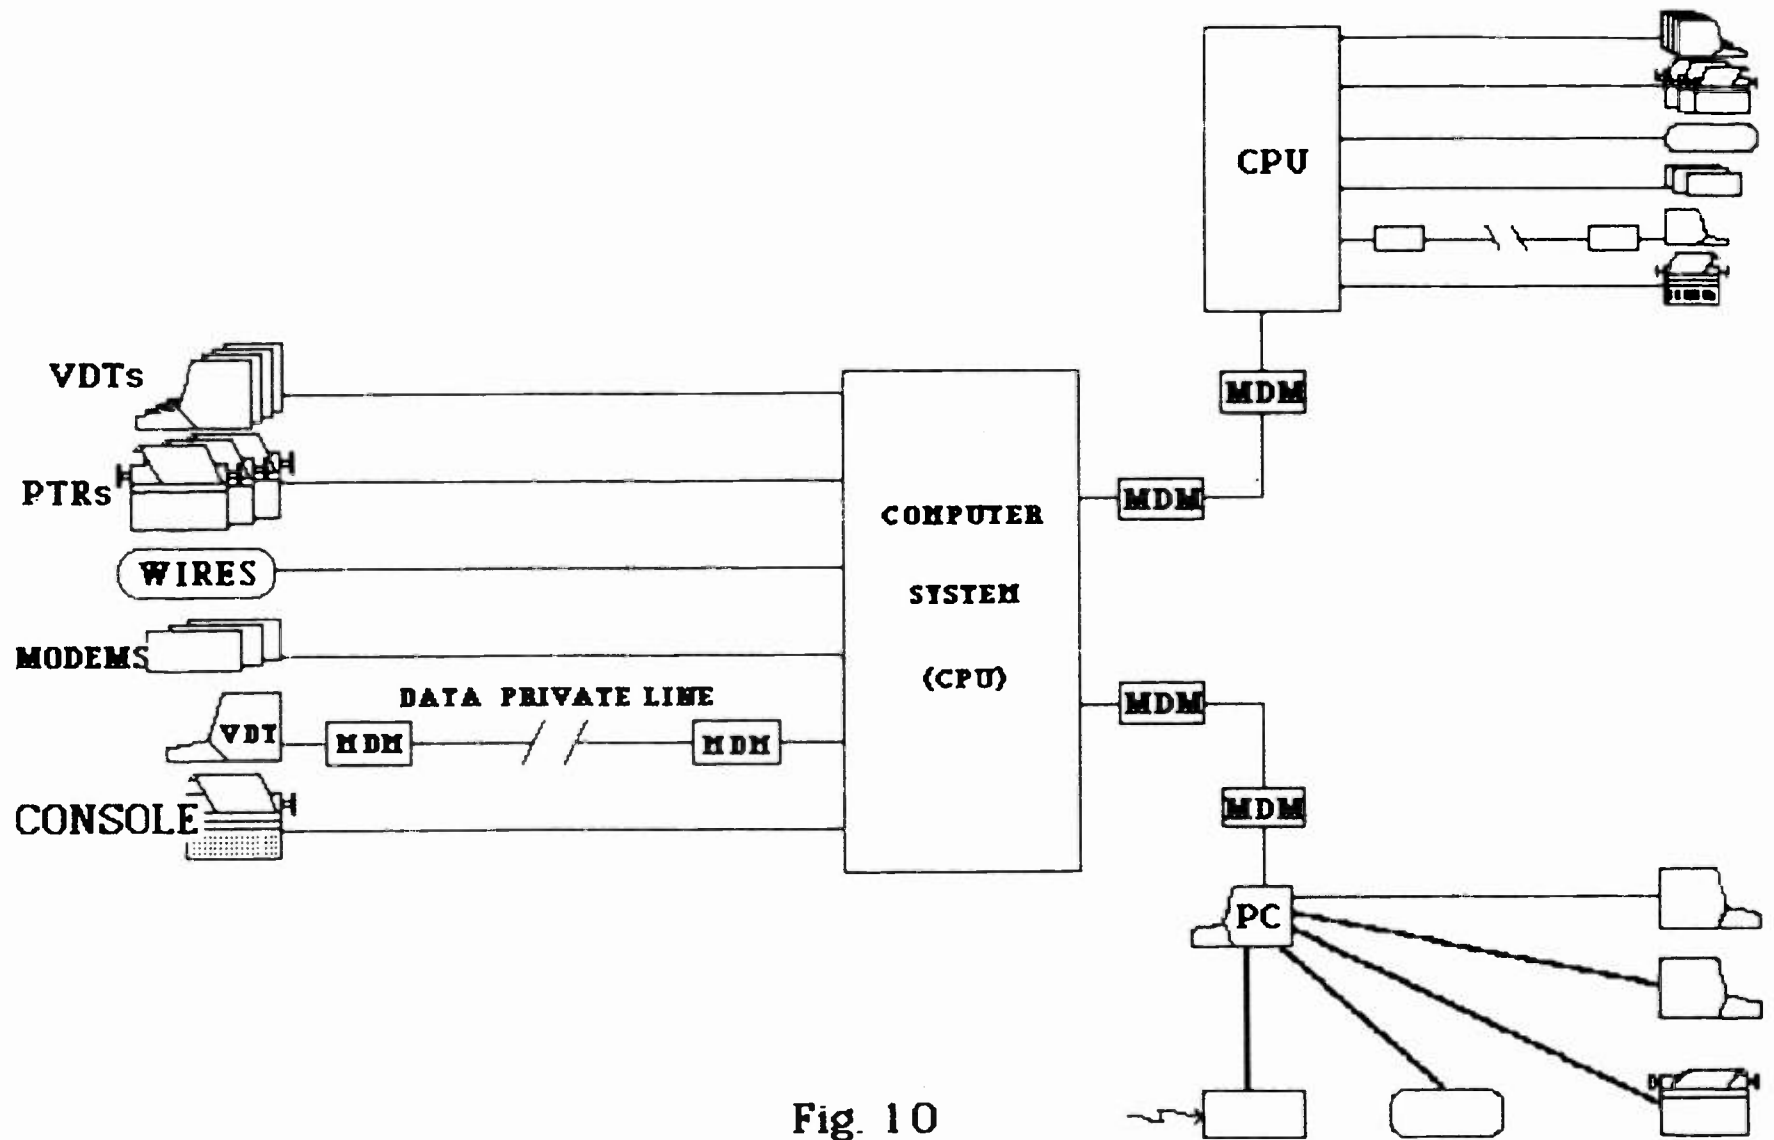 CPU
VDTs
MDM
PTRs
MDM
COMPUTER
WIRES
SYSTEM
MODEMS
(CPU)
MDM
DATA PRIVATE LINE
VDT
MDM
MDM
CONSOLE
MDM
PC
Fig. 10